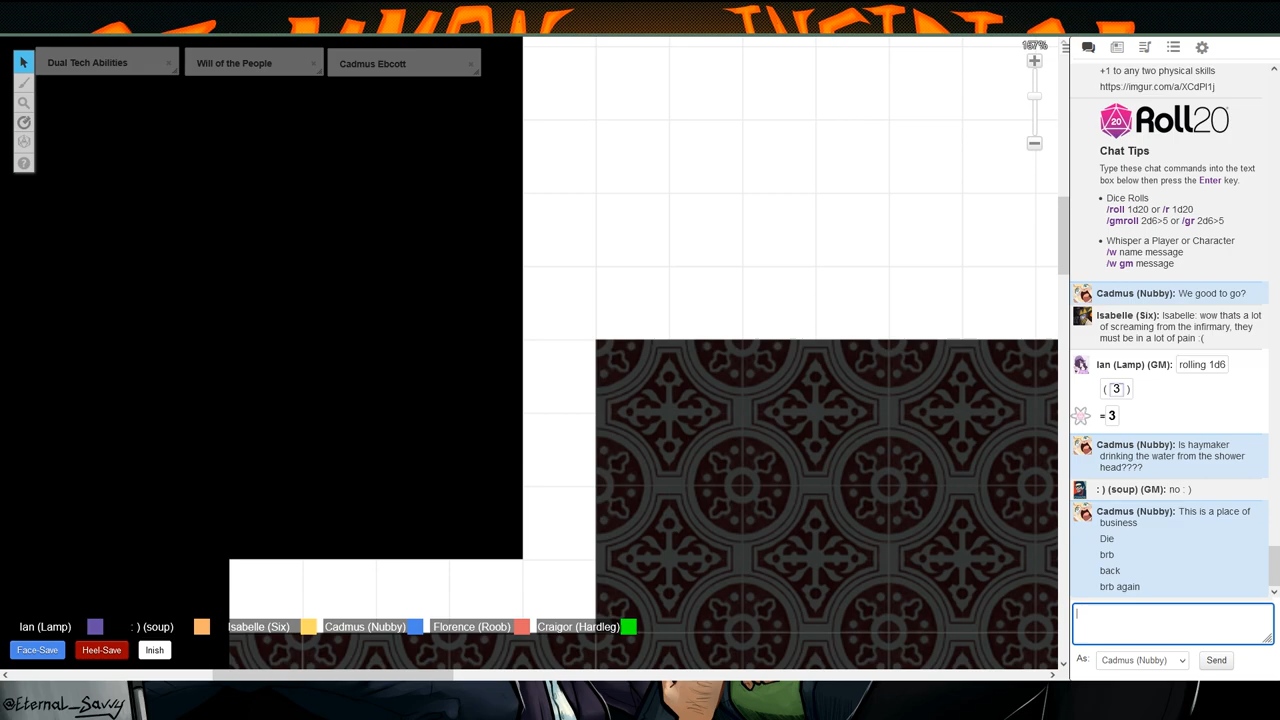 Dual Tech Abilities
Will of the People
Cadmus Ebcott
+1 to any two physical skills
https://imgur.com/a/XCdPl1j
20
Roll20
Chat Tips
Type these chat commands into the text
box below then press the Enter key.
Dice Rolls
/roll 1d20 or /r 1d20
/gmroll 2d6>5 or /gr 2d6>5
Whisper a Player or Character
/w name message
/w gm message
Cadmus (Nubby): We good to go?
Isabelle (Six): Isabelle: wow thats a lot
of screaming from the infirmary, they
must be in a lot of pain :(
Ian (Lamp) (GM): rolling 1d6
( 3 )
= 3
Cadmus (Nubby): Is haymaker
drinking the water from the shower
head????
: ) (soup) (GM): no : )
Cadmus (Nubby): This is a place of
business
Die
brb
back
brb again
Ian (Lamp)
: ) (soup)
Isabelle (Six)
Cadmus (Nubby)
Florence (Roob)
Craigor (Hardleg)
Face-Save
Heel-Save
Inish
As:
Cadmus (Nubby)
Send
@Eternal_Savvy